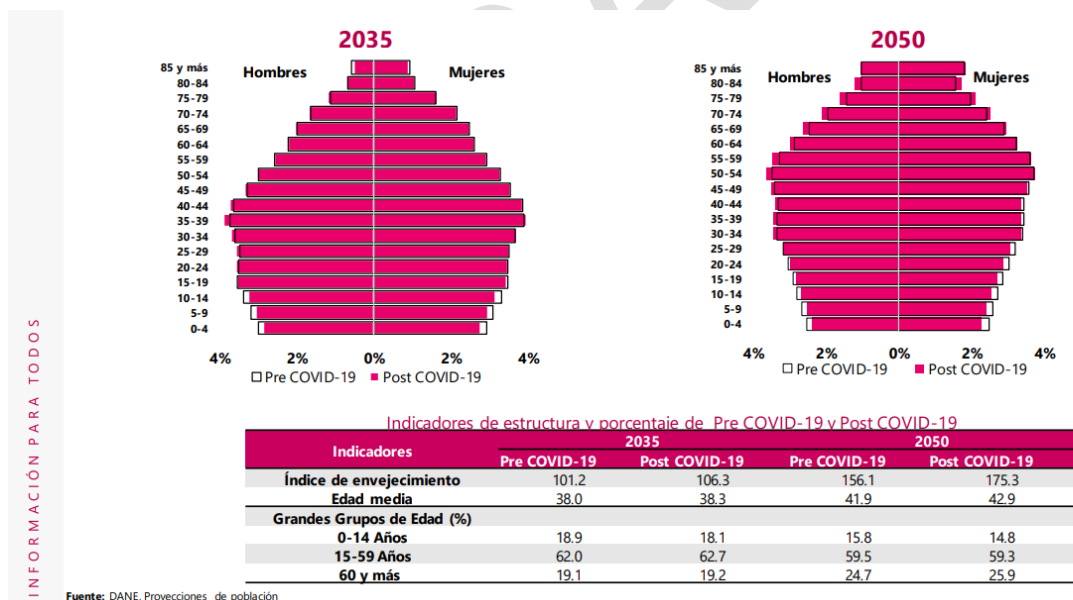 INFORMACIÓN PARA TODOS
2035
Hombres Mujeres
85 y más
80-84
75-79
70-74
65-69
60-64
55-59
50-54
45-49
40-44
35-39
30-34
25-29
20-24
15-19
10-14
5-9
0-4
4% 2% 0% 2% 4%
Pre COVID-19 Post COVID-19
2050
Hombres Mujeres
85 y más
80-84
75-79
70-74
65-69
60-64
55-59
50-54
45-49
40-44
35-39
30-34
25-29
20-24
15-19
10-14
5-9
0-4
4% 2% 0% 2% 4%
Pre COVID-19 Post COVID-19
Indicadores de estructura y porcentaje de Pre COVID-19 y Post COVID-19
Indicadores 2035 2050
Pre COVID-19 Post COVID-19 Pre COVID-19 Post COVID-19
Índice de envejecimiento 101.2 106.3 156.1 175.3
Edad media 38.0 38.3 41.9 42.9
Grandes Grupos de Edad (%)
0-14 Años 18.9 18.1 15.8 14.8
15-59 Años 62.0 62.7 59.5 59.3
60 y más 19.1 19.2 24.7 25.9
Fuente: DANE. Proyecciones de población